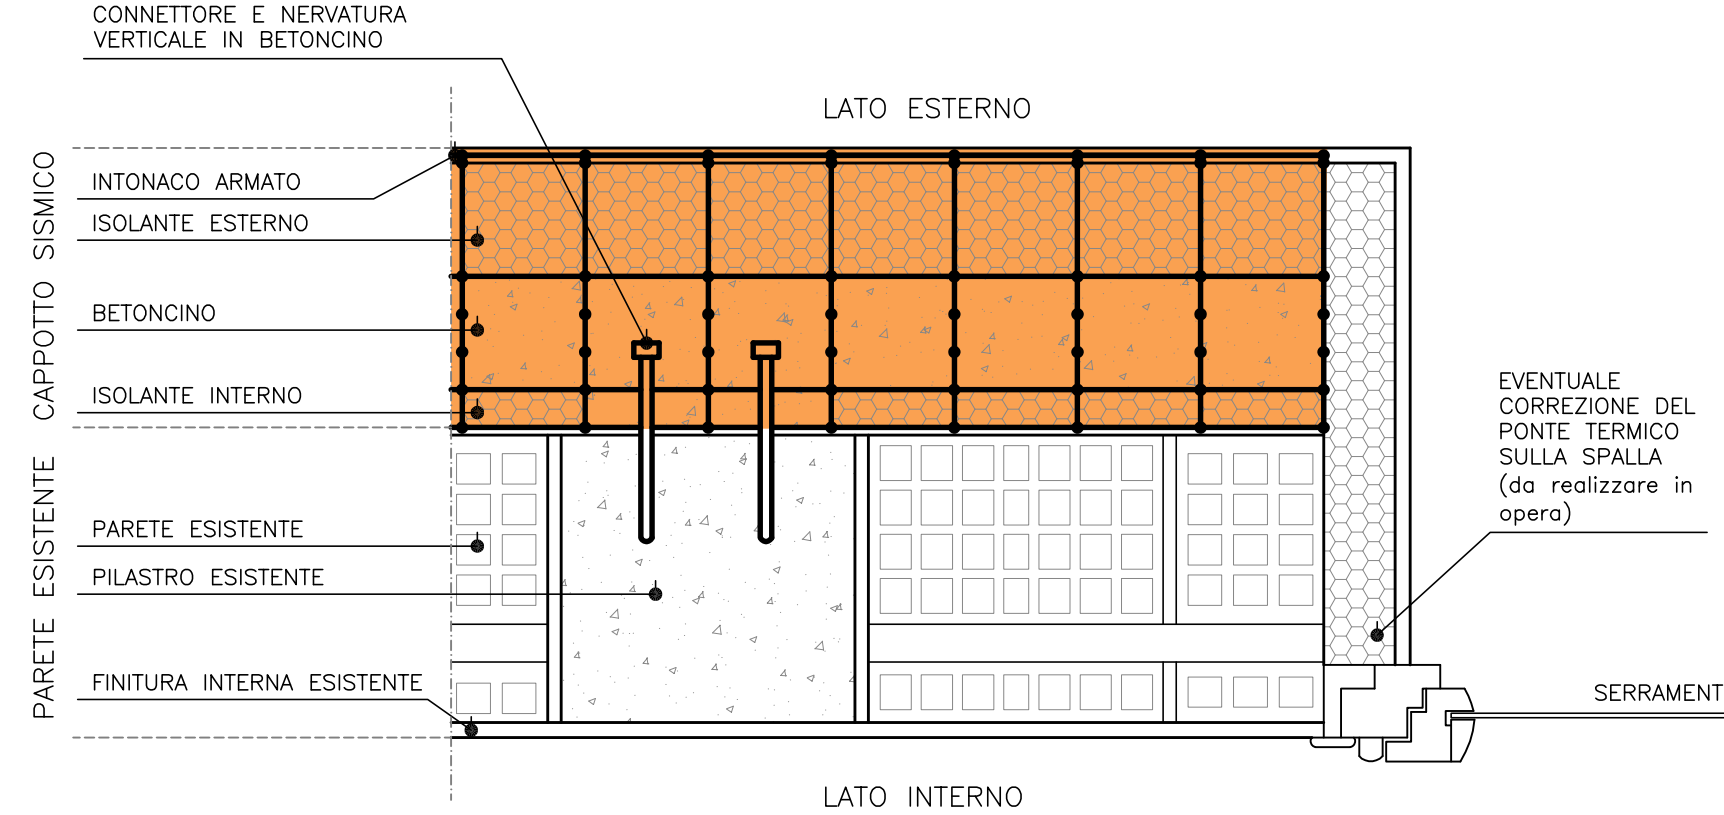 CONNETTORE E NERVATURA
VERTICALE IN BETONCINO
LATO ESTERNO
CAPPOTTO SISMICO
INTONACO ARMATO
ISOLANTE ESTERNO
BETONCINO
ISOLANTE INTERNO
PARETE ESISTENTE
PARETE ESISTENTE
PILASTRO ESISTENTE
FINITURA INTERNA ESISTENTE
EVENTUALE
CORREZIONE DEL
PONTE TERMICO
SULLA SPALLA
(da realizzare in
opera)
SERRAMENT
LATO INTERNO